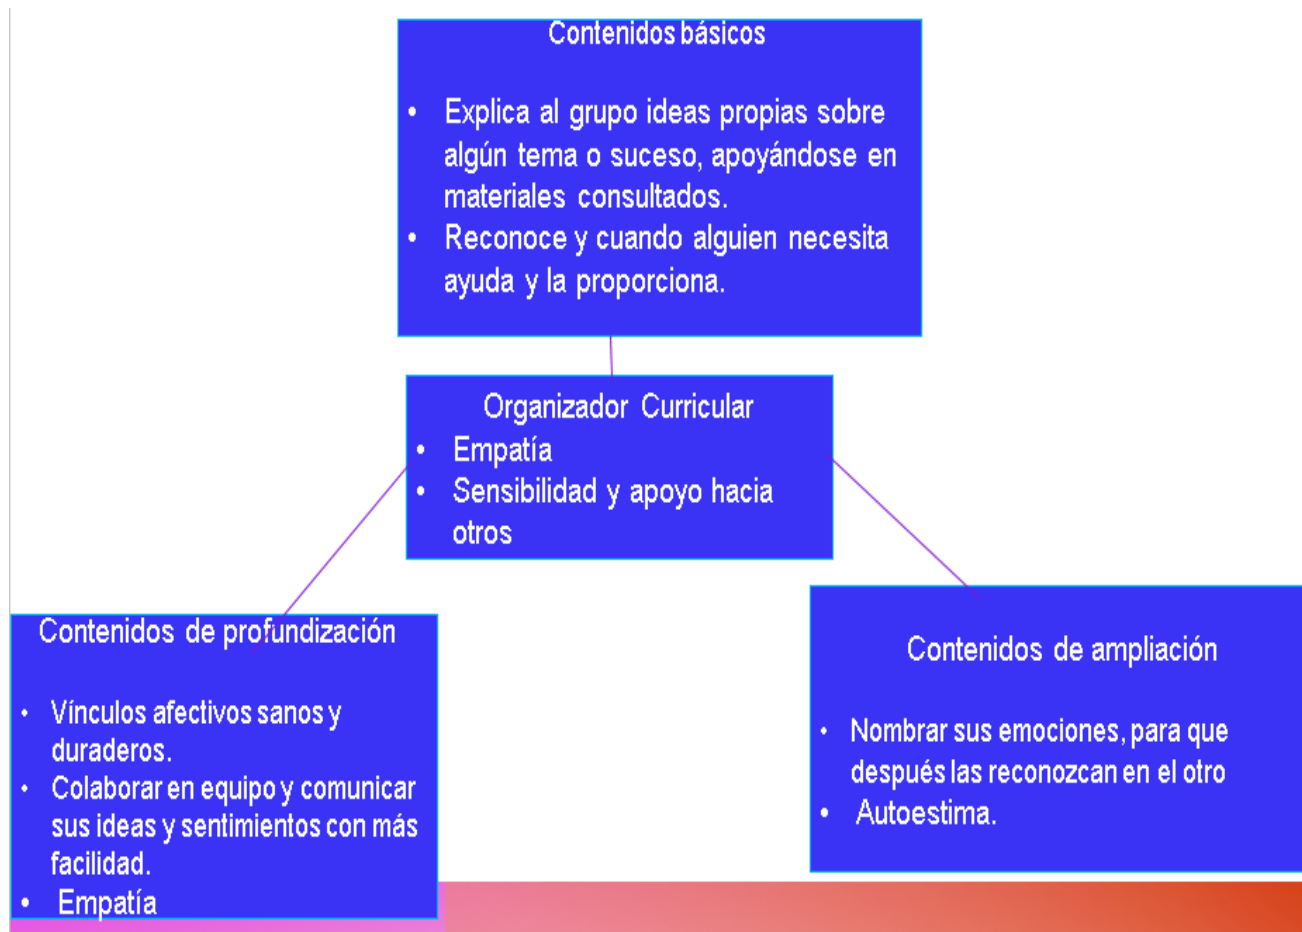 Contenidos básicos
• Explica al grupo ideas propias sobre
algún tema o suceso, apoyándose en
materiales consultados.
• Reconoce y cuando alguien necesita
ayuda y la proporciona.
Organizador Curricular
• Empatía
• Sensibilidad y apoyo hacia
otros
Contenidos de profundización
• Vínculos afectivos sanos y
duraderos.
• Colaborar en equipo y comunicar
sus ideas y sentimientos con más
facilidad.
• Empatía
Contenidos de ampliación
• Nombrar sus emociones, para que
después las reconozcan en el otro
• Autoestima.